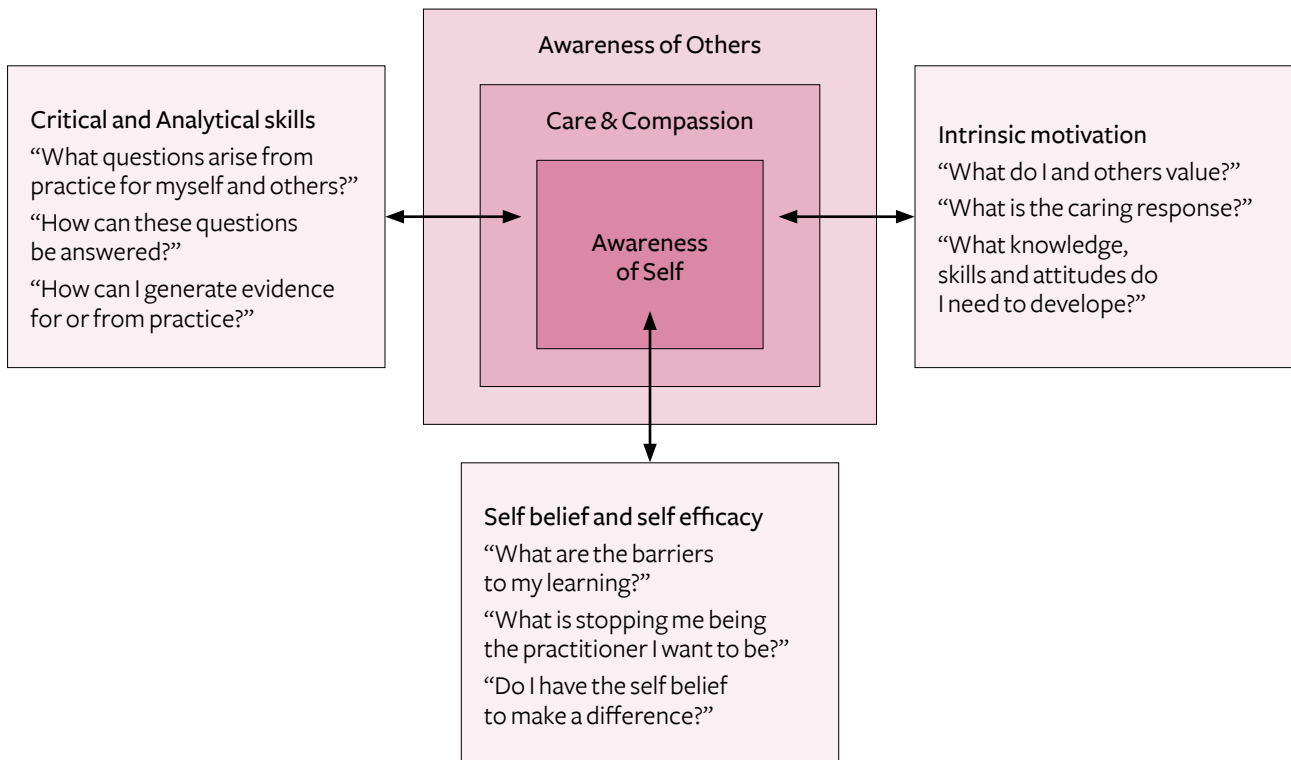 Awareness of Others
Care & Compassion
Awareness
of Self
Critical and Analytical skills
“What questions arise from
practice for myself and others?”
“How can these questions
be answered?”
“How can I generate evidence
for or from practice?”
Intrinsic motivation
“What do I and others value?”
“What is the caring response?”
“What knowledge,
skills and attitudes do
I need to develope?”
Self belief and self efficacy
“What are the barriers
to my learning?”
“What is stopping me being
the practitioner I want to be?”
“Do I have the self belief
to make a difference?”